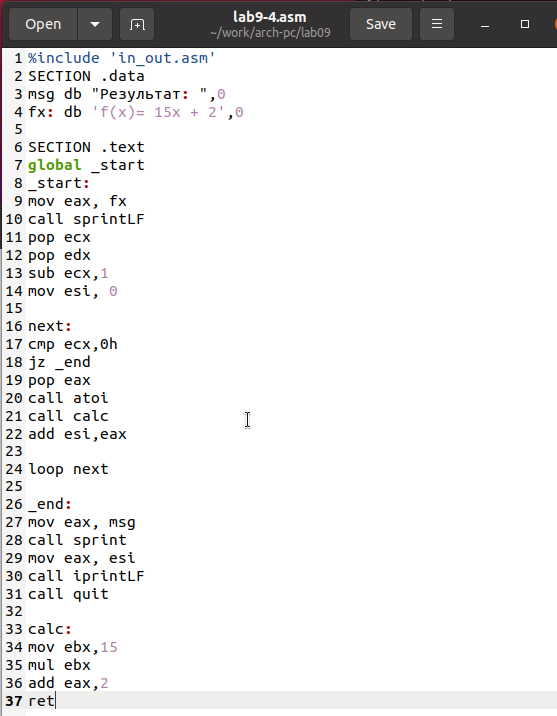 Open
lab9-4.asm
~/work/arch-pc/lab09
Save
1 %include 'in_out.asm'
2 SECTION .data
3 msg db "Результат: ",0
4 fx: db 'f(x)= 15x + 2',0
5
6 SECTION .text
7 global _start
8 _start:
9 mov eax, fx
10 call sprintLF
11 pop ecx
12 pop edx
13 sub ecx,1
14 mov esi, 0
15
16 next:
17 cmp ecx,0h
18 jz _end
19 pop eax
20 call atoi
21 call calc
22 add esi,eax
23
24 loop next
25
26 _end:
27 mov eax, msg
28 call sprint
29 mov eax, esi
30 call iprintLF
31 call quit
32
33 calc:
34 mov ebx,15
35 mul ebx
36 add eax,2
37 ret